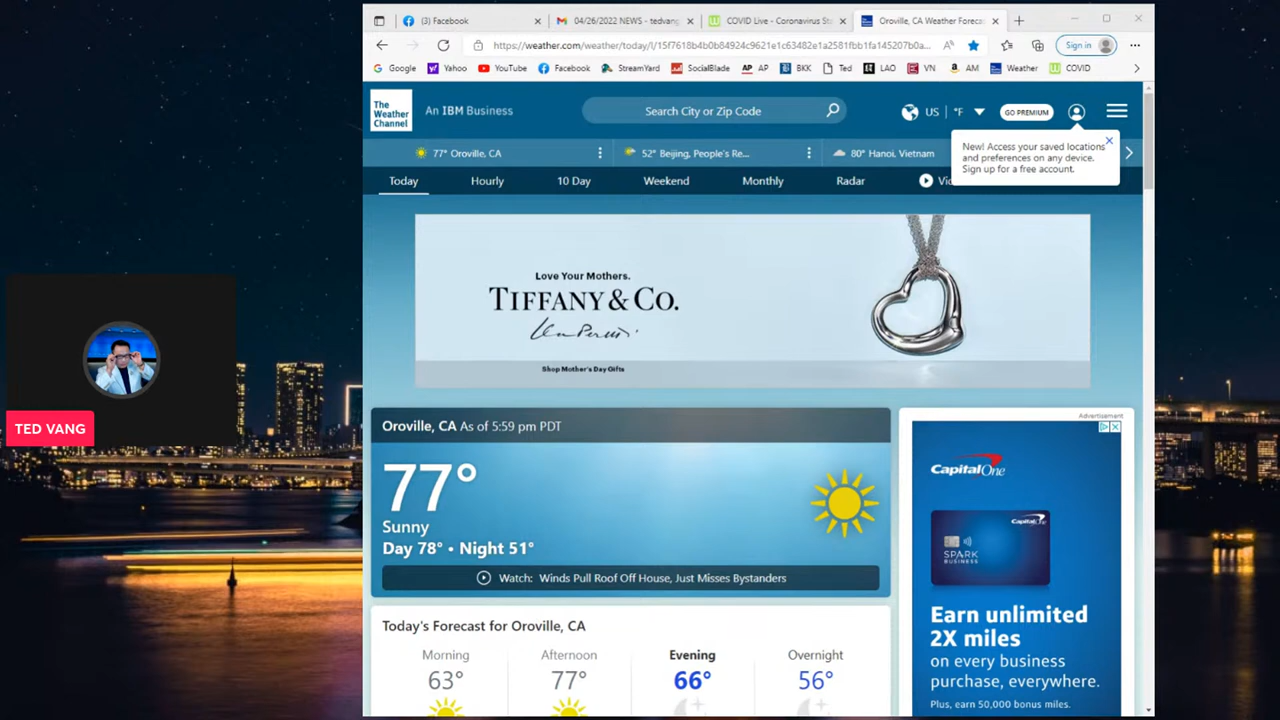 (3) Facebook
04/26/2022 NEWS - tedvang
COVID Live - Coronavirus Sta
Oroville, CA Weather Foreca
https://weather.com/weather/today/l/15f7618b4b0b84924c9621e1c63482e1a2581fbb1fa145207b0a...
Sign in
Google
Yahoo
YouTube
Facebook
StreamYard
SocialBlade
AP AP
BKK
Ted
LAO
VN
AM
Weather
COVID
The
Weather
Channel
An IBM Business
Search City or Zip Code
US
°F
GO PREMIUM
77° Oroville, CA
52° Beijing, People's Re...
80° Hanoi, Vietnam
New! Access your saved locations
and preferences on any device.
Sign up for a free account.
Today
Hourly
10 Day
Weekend
Monthly
Radar
Love Your Mothers.
TIFFANY & CO.
Shop Mother's Day Gifts
TED VANG
Oroville, CA As of 5:59 pm PDT
77°
Sunny
Day 78° • Night 51°
Watch: Winds Pull Roof Off House, Just Misses Bystanders
Today's Forecast for Oroville, CA
Morning
Afternoon
Evening
Overnight
63°
77°
66°
56°
Advertisement
Capital One
Capital One
SPARK
BUSINESS
Earn unlimited
2X miles
on every business
purchase, everywhere.
Plus, earn 50,000 bonus miles.